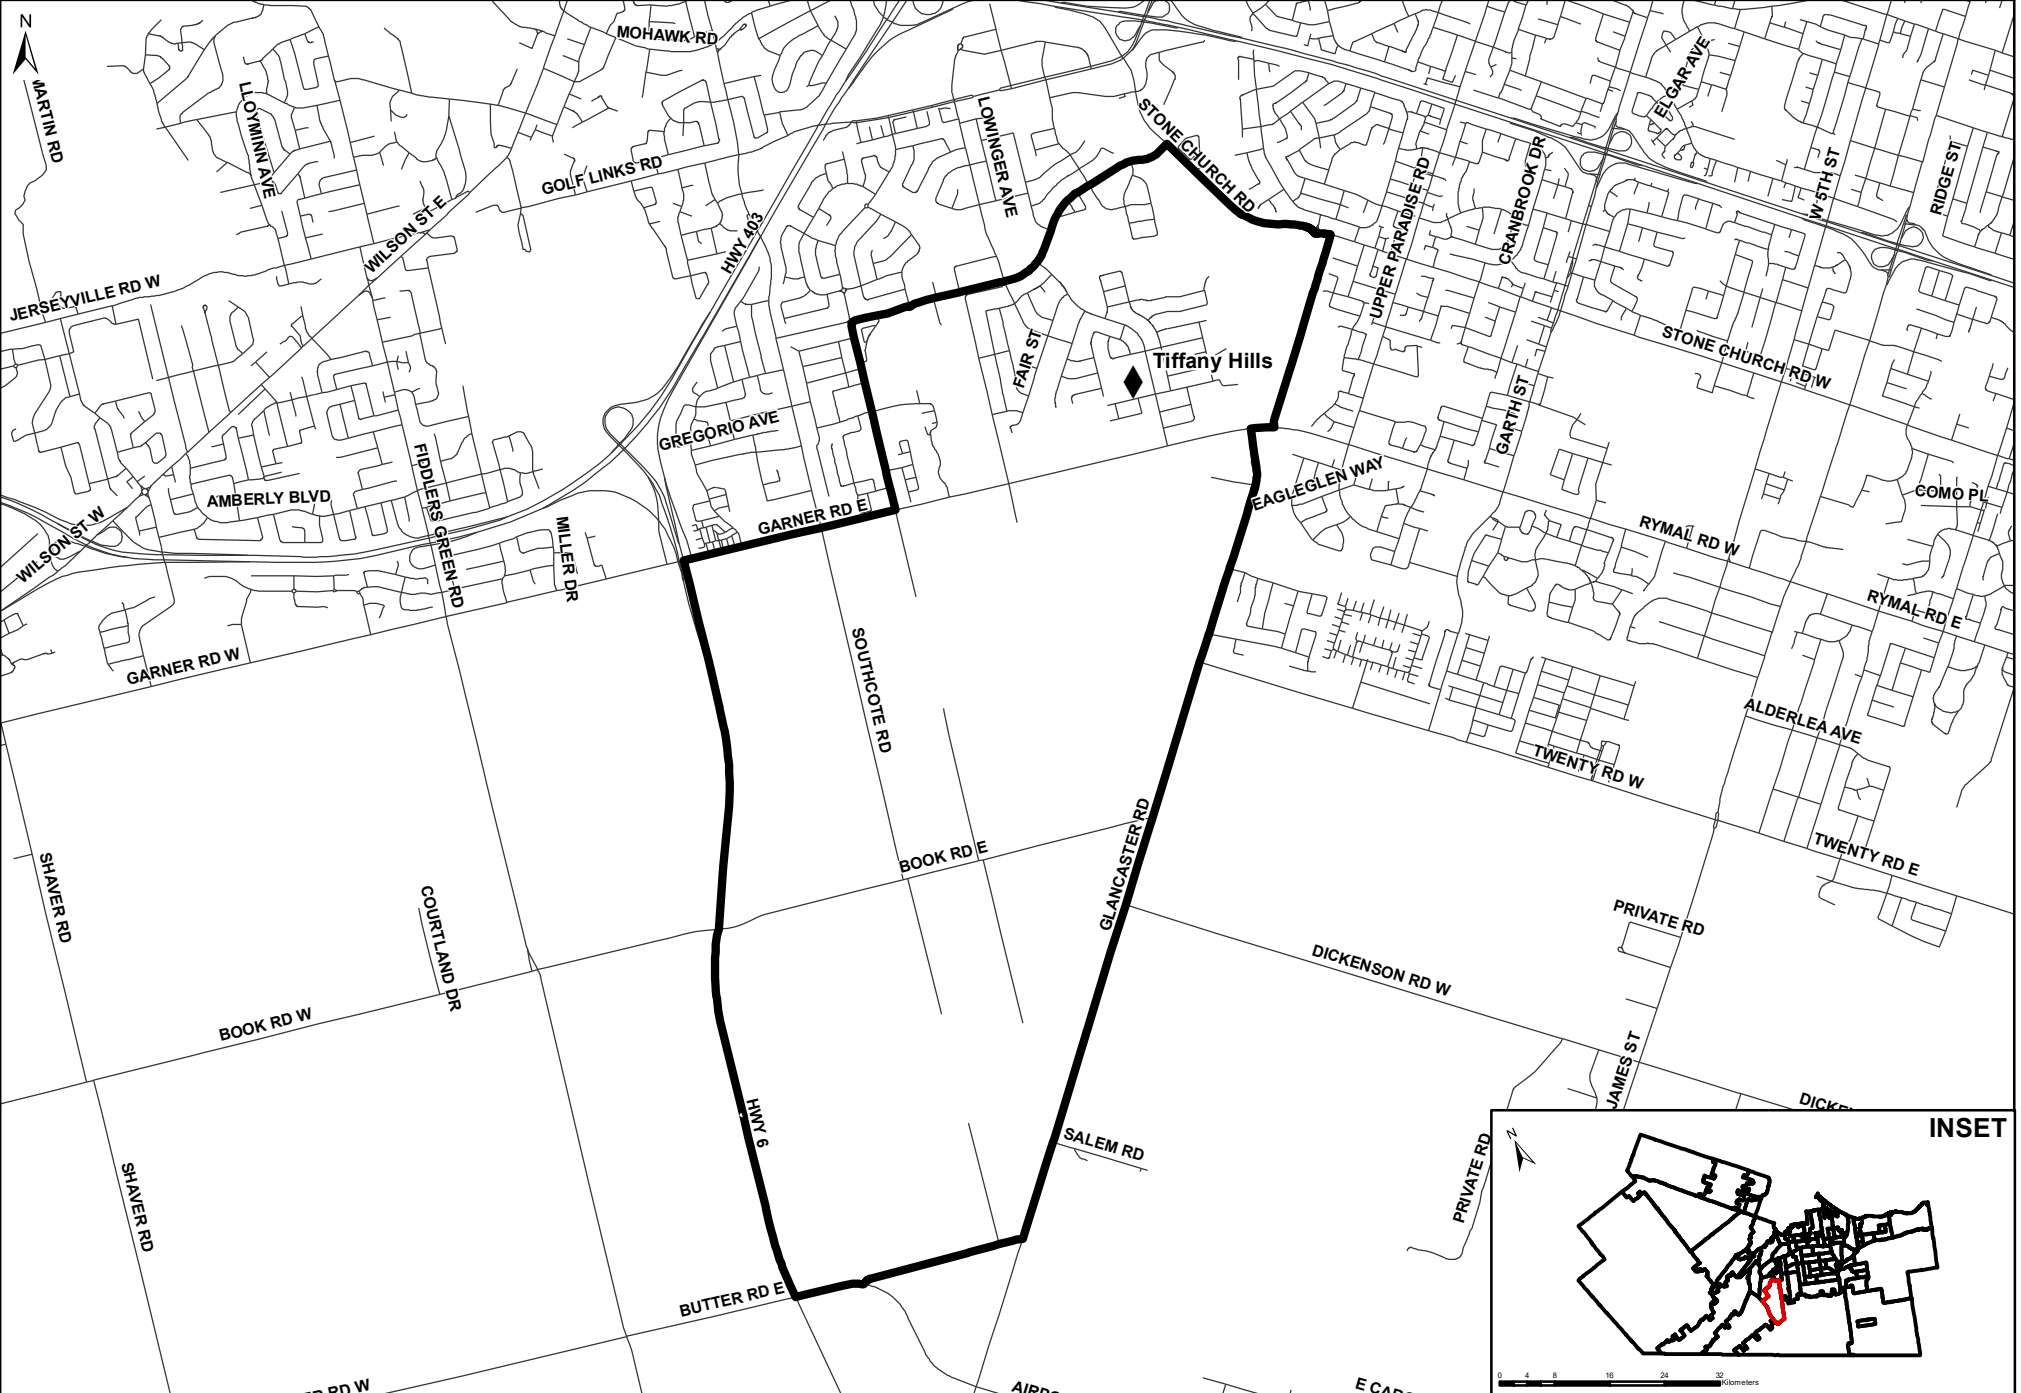 N
MOHAWK RD
MARTIN RD
LLOYMINN AVE
ELGAR AVE
LOWINGER AVE
STONE CHURCH RD
GOLF LINKS RD
CRANBROOK DR
W 5TH ST
RIDGE ST
UPPER PARADISE RD
WILSON ST E
HWY 403
JERSEYVILLE RD W
STONE CHURCH RD W
FAIR ST
Tiffany Hills
GARTH ST
GREGORIO AVE
FIDDLERS GREEN RD
AMBERLY BLVD
EAGLEGLEN WAY
COMO PL
GARNER RD E
WILSON ST W
MILLER DR
RYMAL RD W
RYMAL RD E
GARNER RD W
SOUTHCOTE RD
ALDERLEA AVE
TWENTY RD W
TWENTY RD E
BOOK RD E
GLANCASTER RD
SHAVER RD
COURTLAND DR
PRIVATE RD
DICKENSON RD W
BOOK RD W
JAMES ST
HWY 6
DICKE
SALEM RD
PRIVATE RD
SHAVER RD
BUTTER RD E
RD W
E CAR
INSET
N
0 4 8 16 24 32
Kilometers